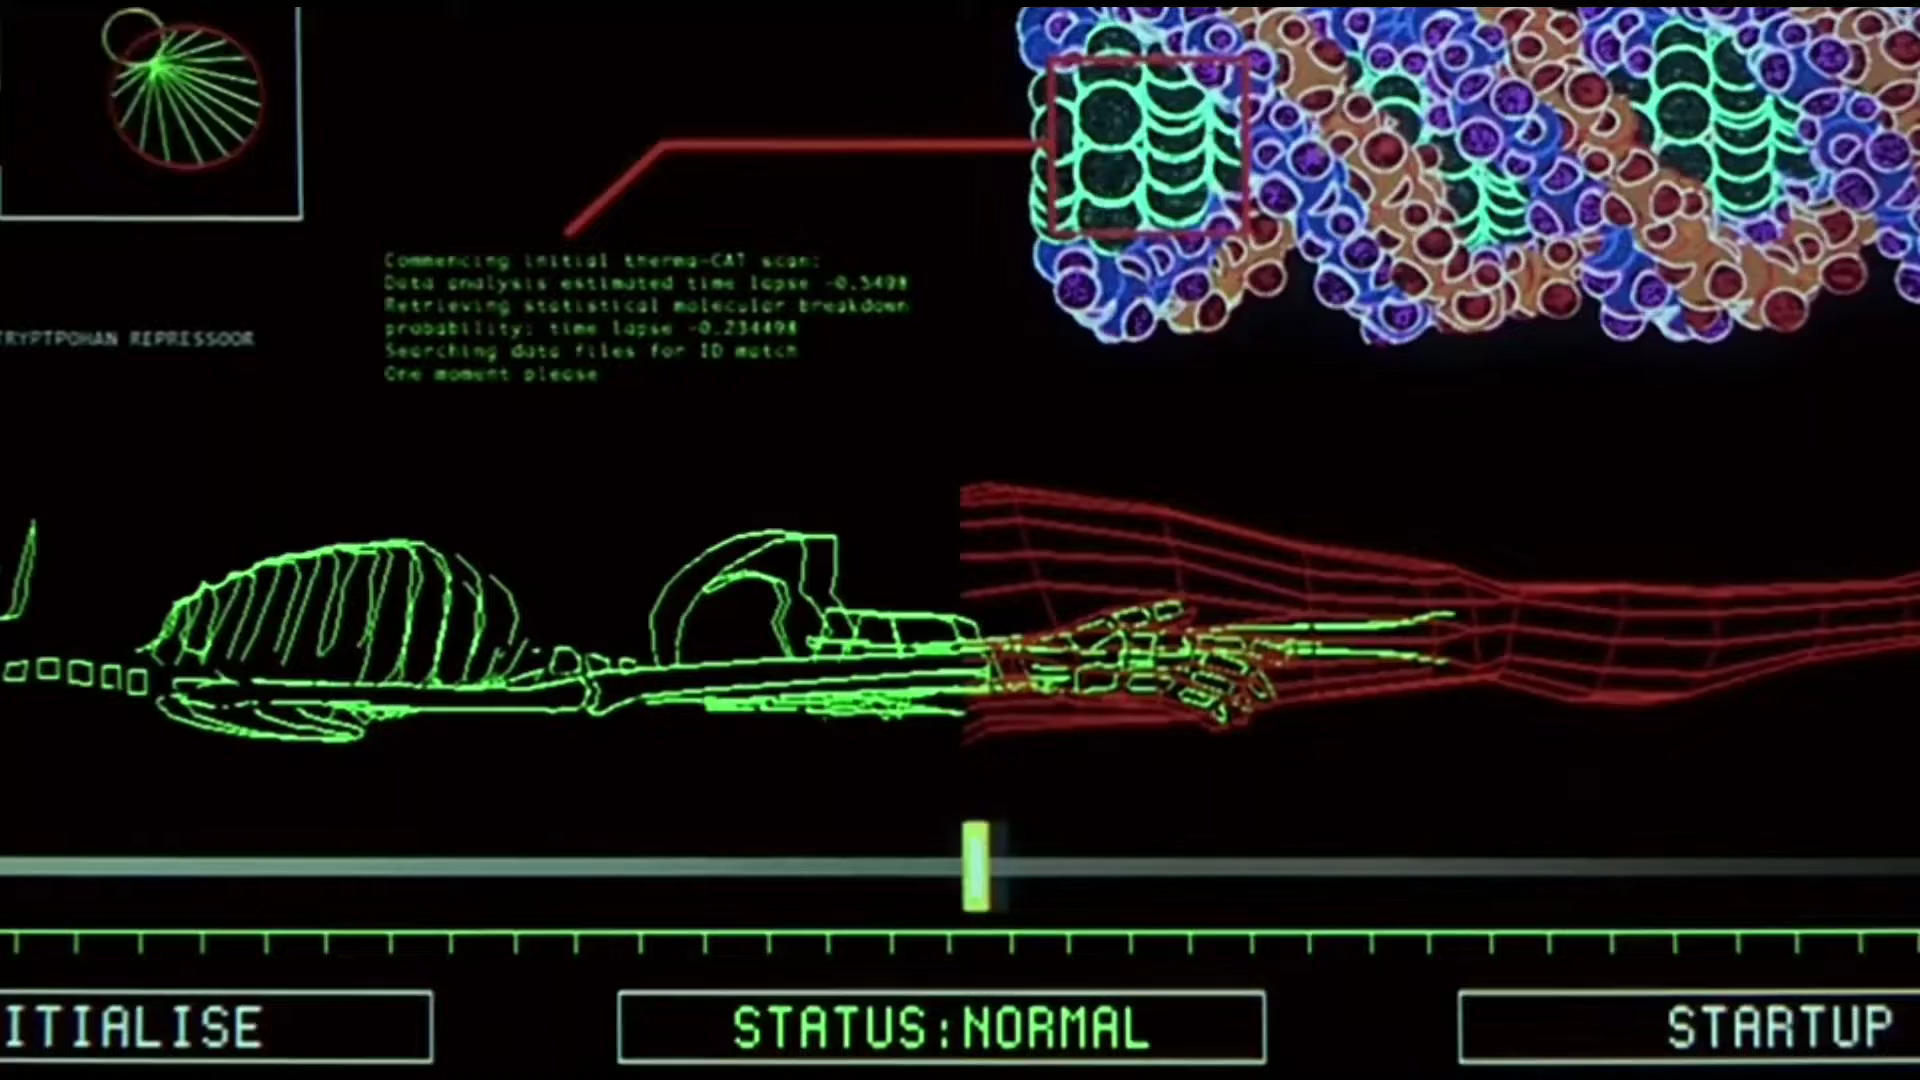 Commencing initial therma-CAT scan:
Data analysis estimated time lapse -0.5498
Retrieving statistical molecular breakdown
TRYPTPOHAN REPRESSOOR
probability: time lapse -0.234498
Searching data files for ID match
One moment please
ITIALISE
STATUS:NORMAL
STARTUP